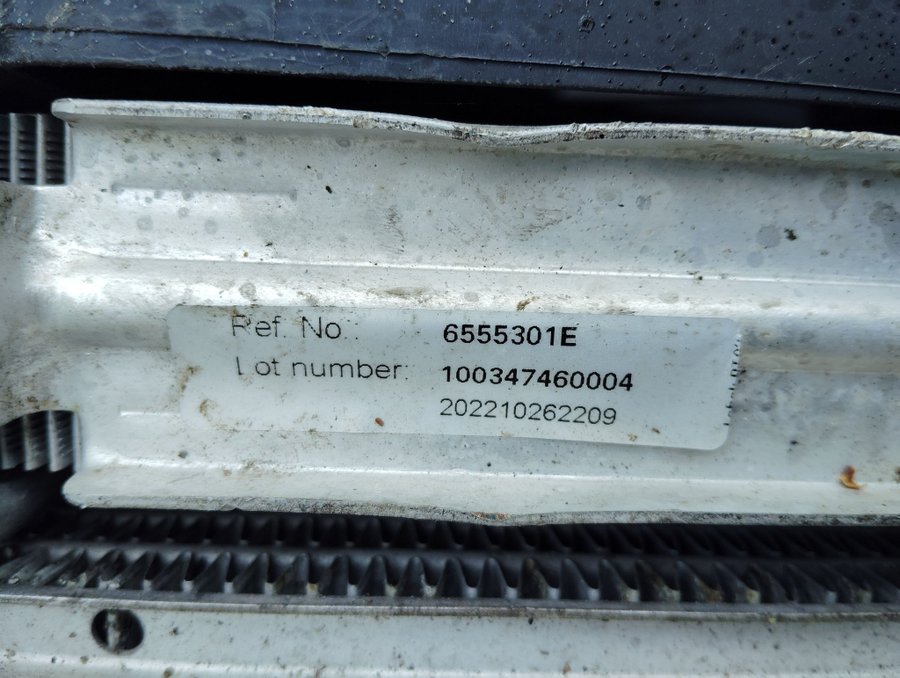 Ref. No.: 6555301E
Lot number: 100347460004
202210262209